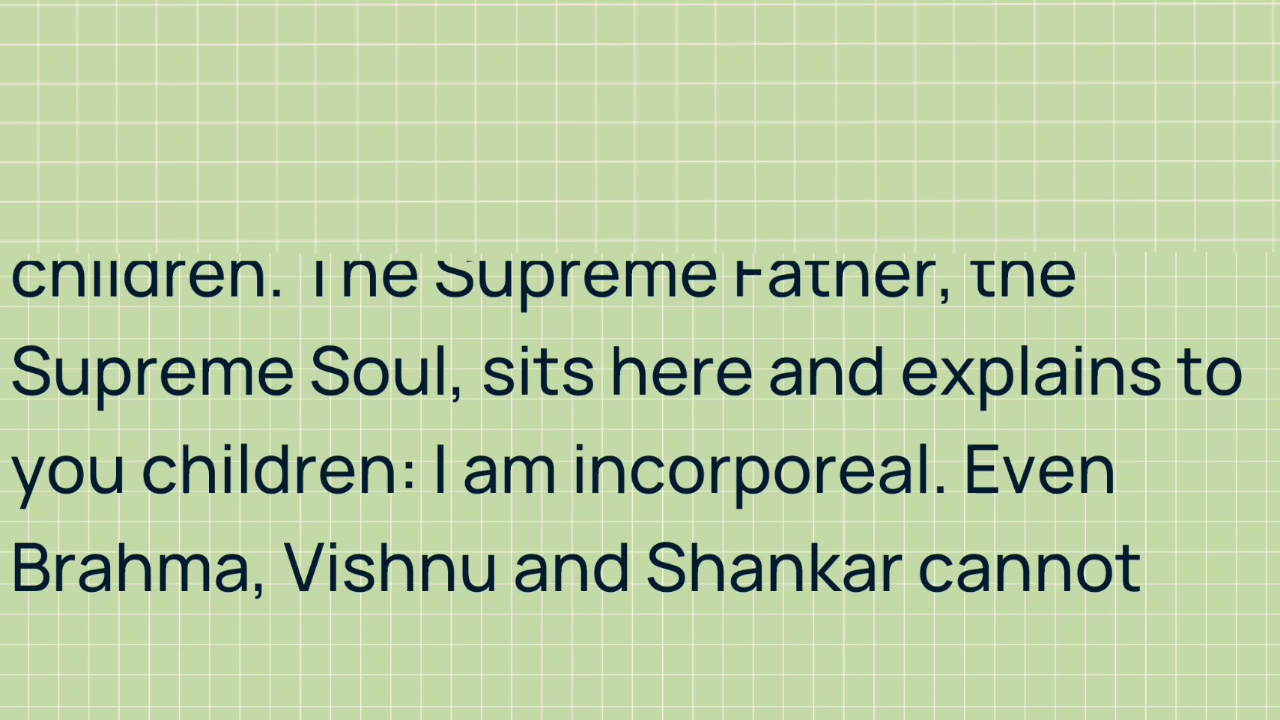 children. The Supreme Father, the
Supreme Soul, sits here and explains to
you children: I am incorporeal. Even
Brahma, Vishnu and Shankar cannot